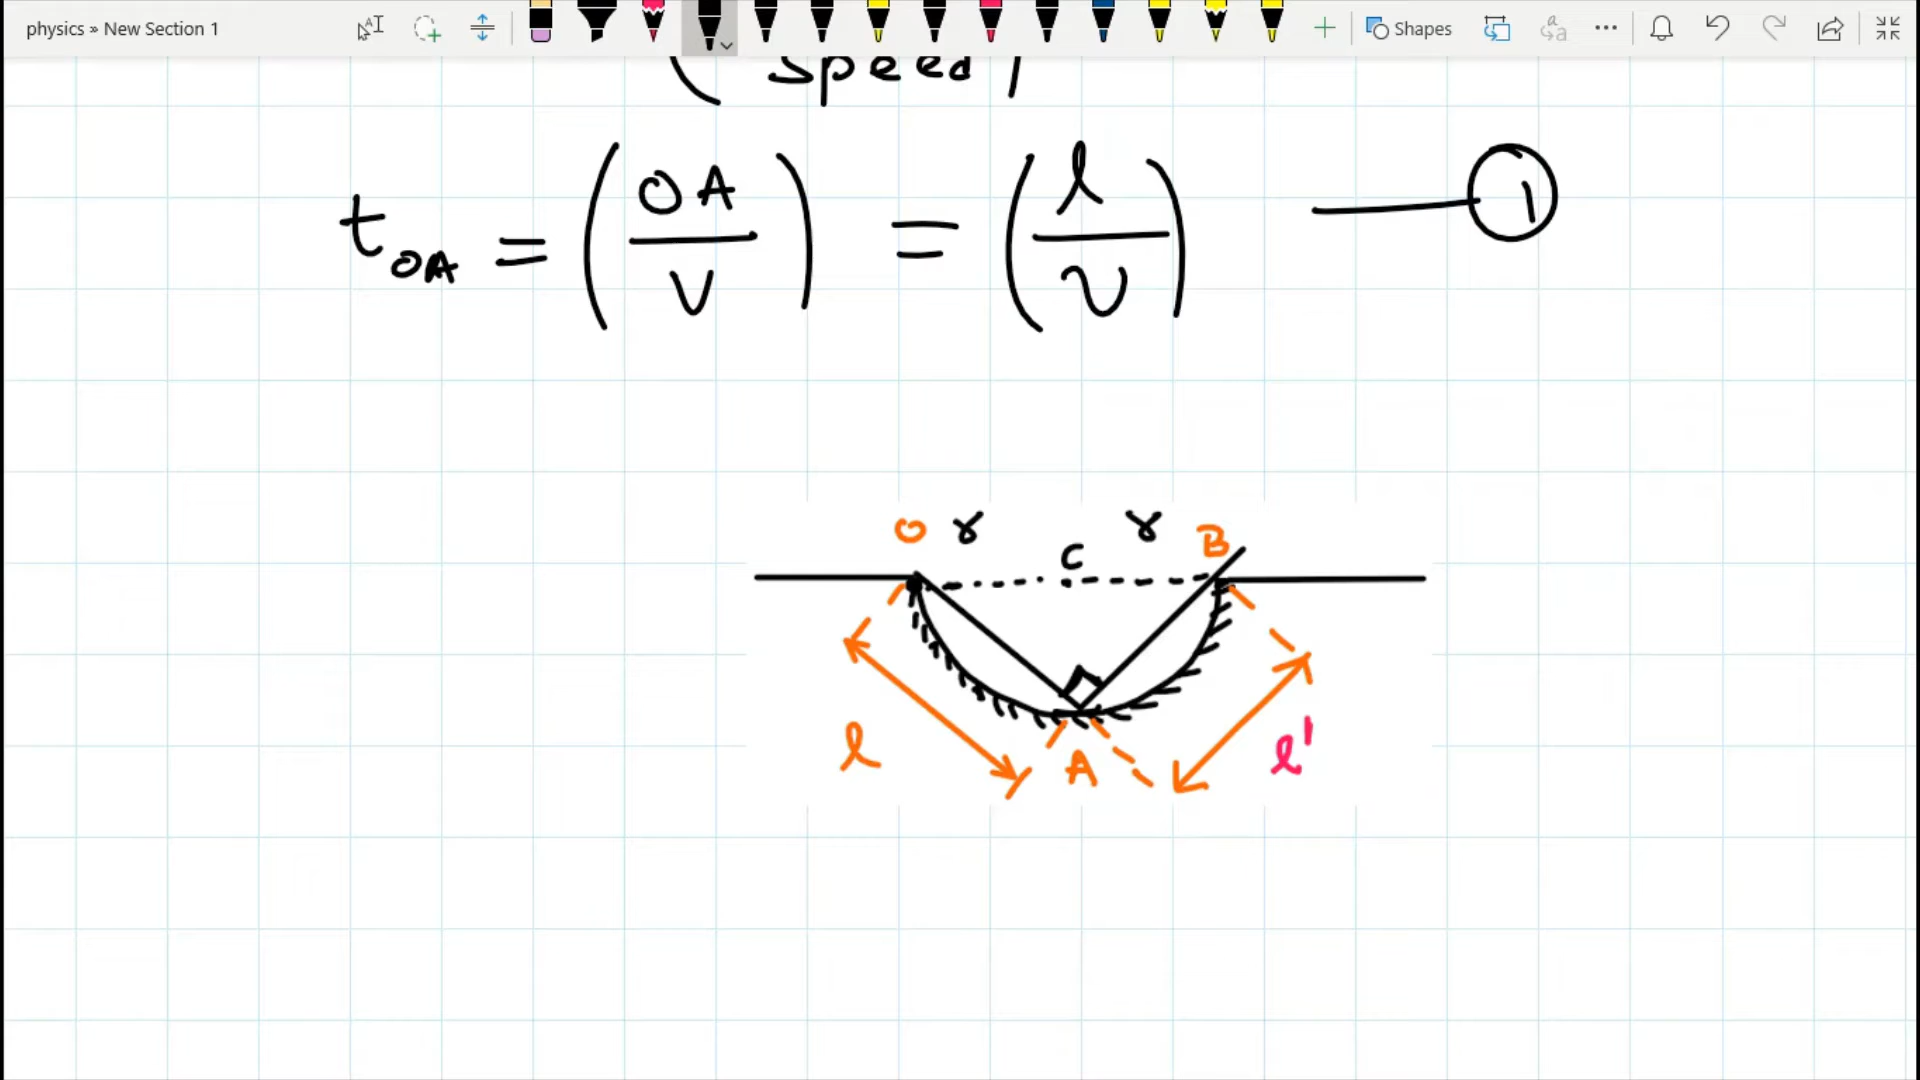 physics » New Section 1
Shapes
( speed )
t_OA = (OA / V) = (l / v) — ①
O r r B
C
l A l'